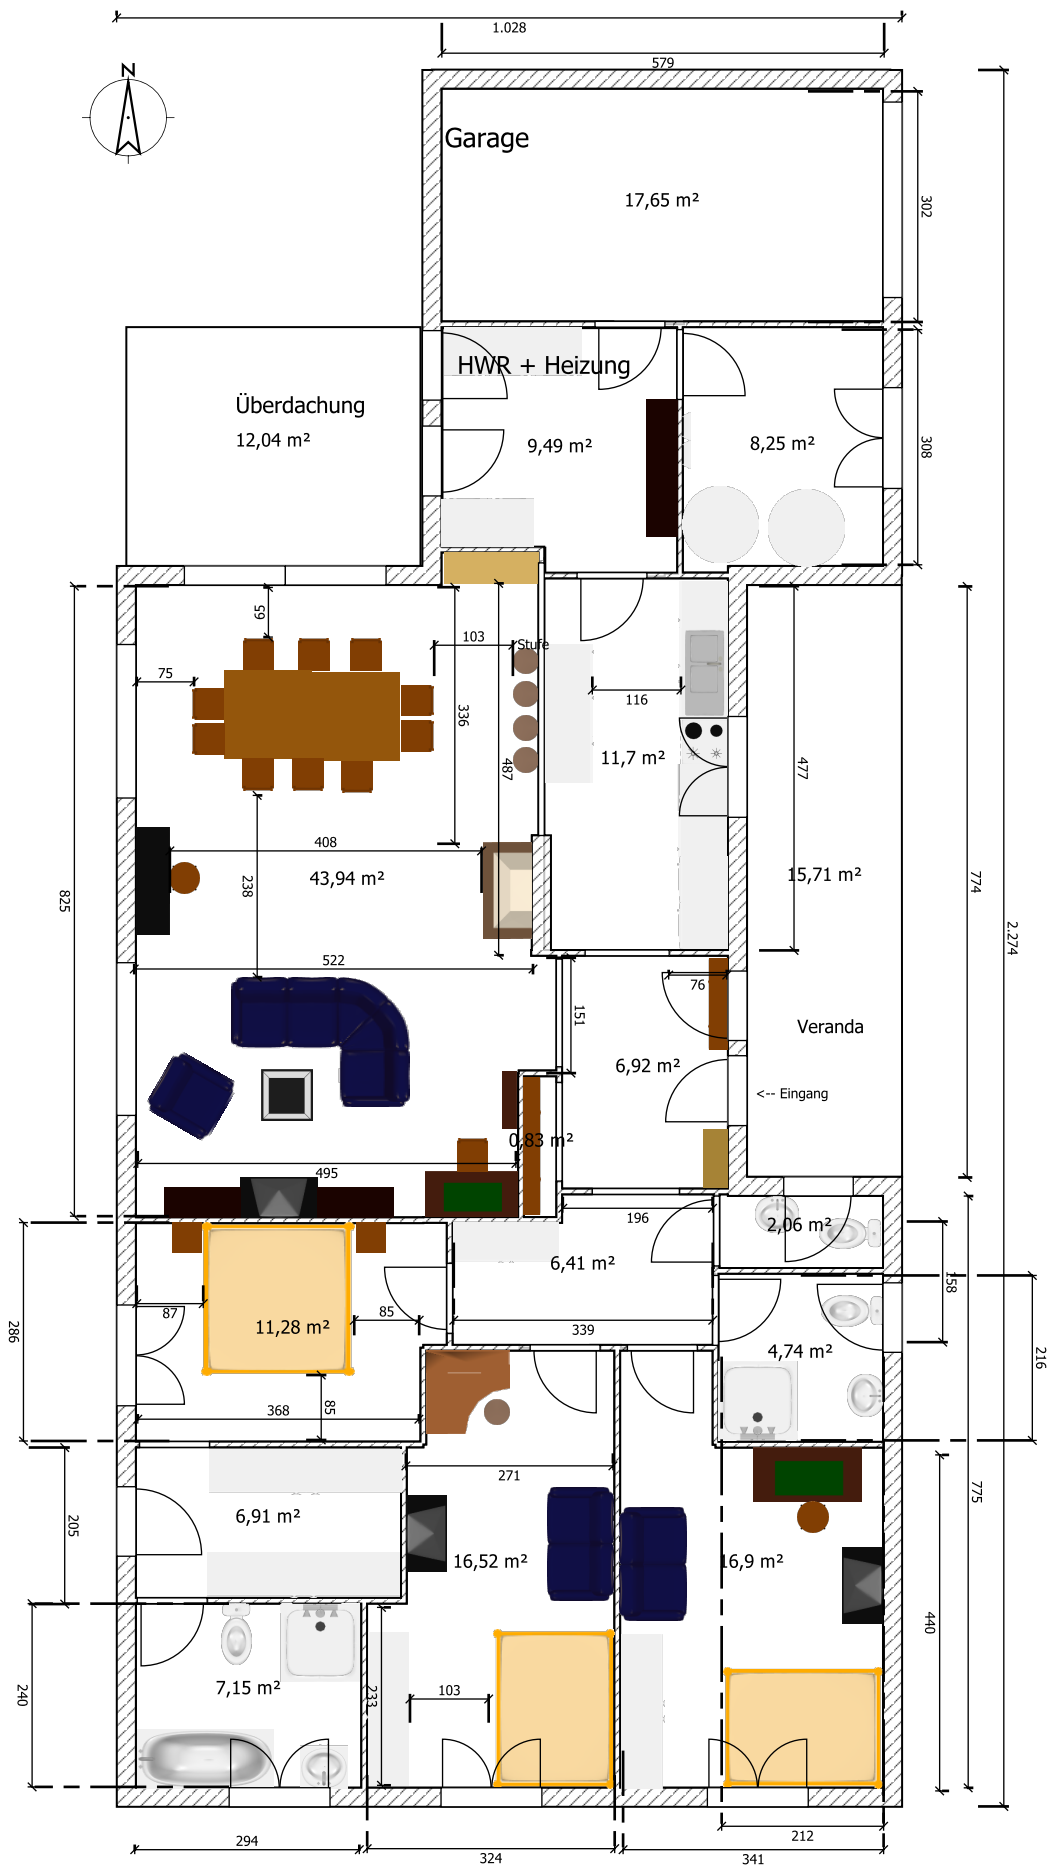 1.028
579
N
Garage
17,65 m²
302
HWR + Heizung
Überdachung
12,04 m²
9,49 m²
8,25 m²
308
59
103
Stufe
75
336
116
487
11,7 m²
477
408
238
43,94 m²
15,71 m²
825
774
2.274
522
76
151
Veranda
6,92 m²
<-- Eingang
0,83 m²
495
196
2,06 m²
6,41 m²
158
87
85
11,28 m²
339
286
4,74 m²
216
368
85
271
205
6,91 m²
16,52 m²
16,9 m²
775
440
240
7,15 m²
233
103
294
324
212
341